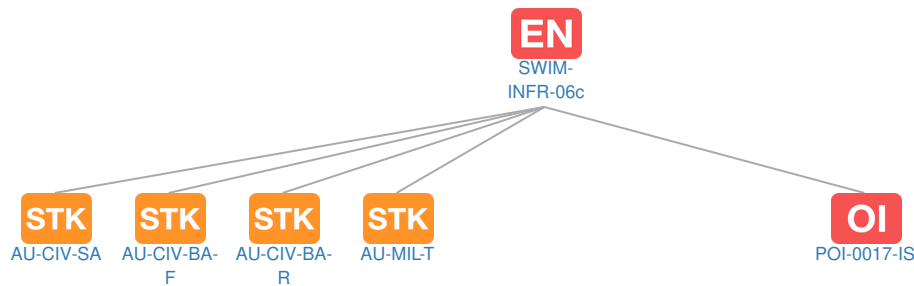 EN
SWIM-
INFR-06c
STK
STK
STK
STK
OI
AU-CIV-SA
AU-CIV-BA-
F
AU-CIV-BA-
R
AU-MIL-T
POI-0017-IS